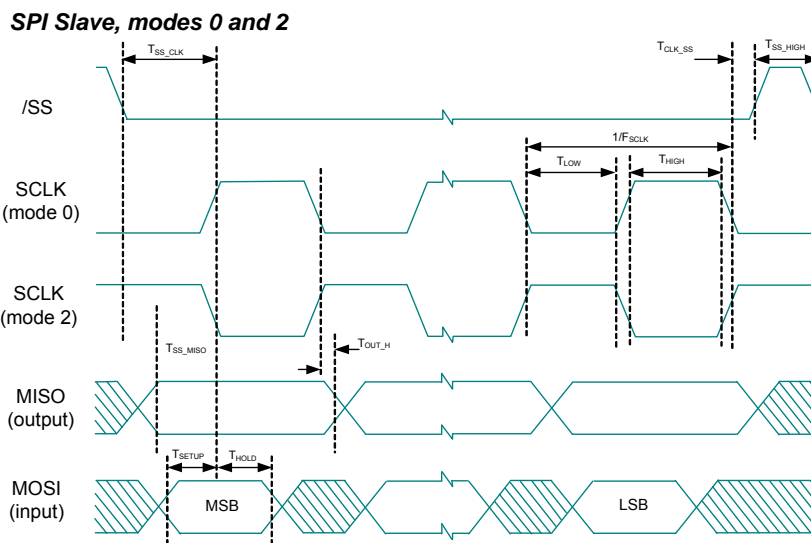 SPI Slave, modes 0 and 2
TSS_CLK
TCLK_SS
TSS_HIGH
/SS
1/FSCLK
TLOW
THIGH
SCLK
(mode 0)
SCLK
(mode 2)
TSS_MISO
TOUT_H
MISO
(output)
TSETUP
THOLD
MOSI
(input)
MSB
LSB